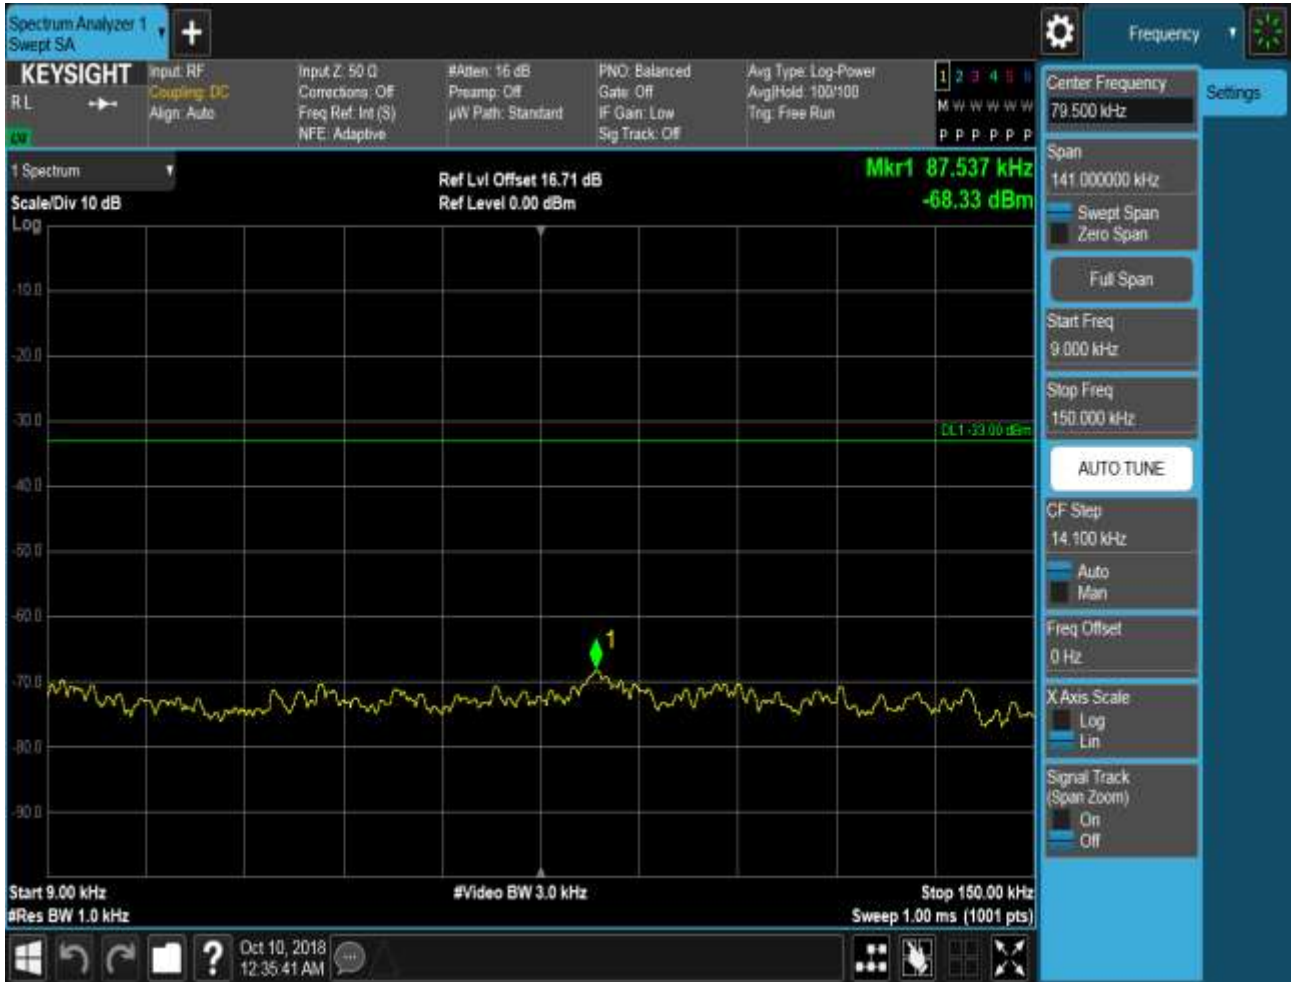 Spectrum Analyzer 1
Swept SA
Frequency
KEYSIGHT
R L
LW
Input: RF
Coupling: DC
Align: Auto
Input Z: 50 Ω
Corrections: Off
Freq Ref: Int (S)
NFE: Adaptive
#Atten: 16 dB
Preamp: Off
µW Path: Standard
PNO: Balanced
Gate: Off
IF Gain: Low
Sig Track: Off
Avg Type: Log-Power
Avg|Hold: 100/100
Trig: Free Run
1 2 3 4 5 6
M W W W W W
P P P P P P
1 Spectrum
Scale/Div 10 dB
Log
Ref Lvl Offset 16.71 dB
Ref Level 0.00 dBm
Mkr1 87.537 kHz
-68.33 dBm
-10.0
-20.0
-30.0
DL1 -33.00 dBm
-40.0
-50.0
-60.0
1
-70.0
-80.0
-90.0
Start 9.00 kHz
#Res BW 1.0 kHz
#Video BW 3.0 kHz
Stop 150.00 kHz
Sweep 1.00 ms (1001 pts)
Oct 10, 2018
12:35:41 AM
Center Frequency
79.500 kHz
Settings
Span
141.000000 kHz
Swept Span
Zero Span
Full Span
Start Freq
9.000 kHz
Stop Freq
150.000 kHz
AUTO TUNE
CF Step
14.100 kHz
Auto
Man
Freq Offset
0 Hz
X Axis Scale
Log
Lin
Signal Track
(Span Zoom)
On
Off